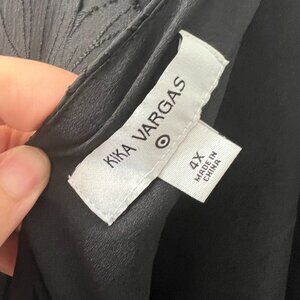 KIKA VARGAS
4X
MADE IN
CHINA